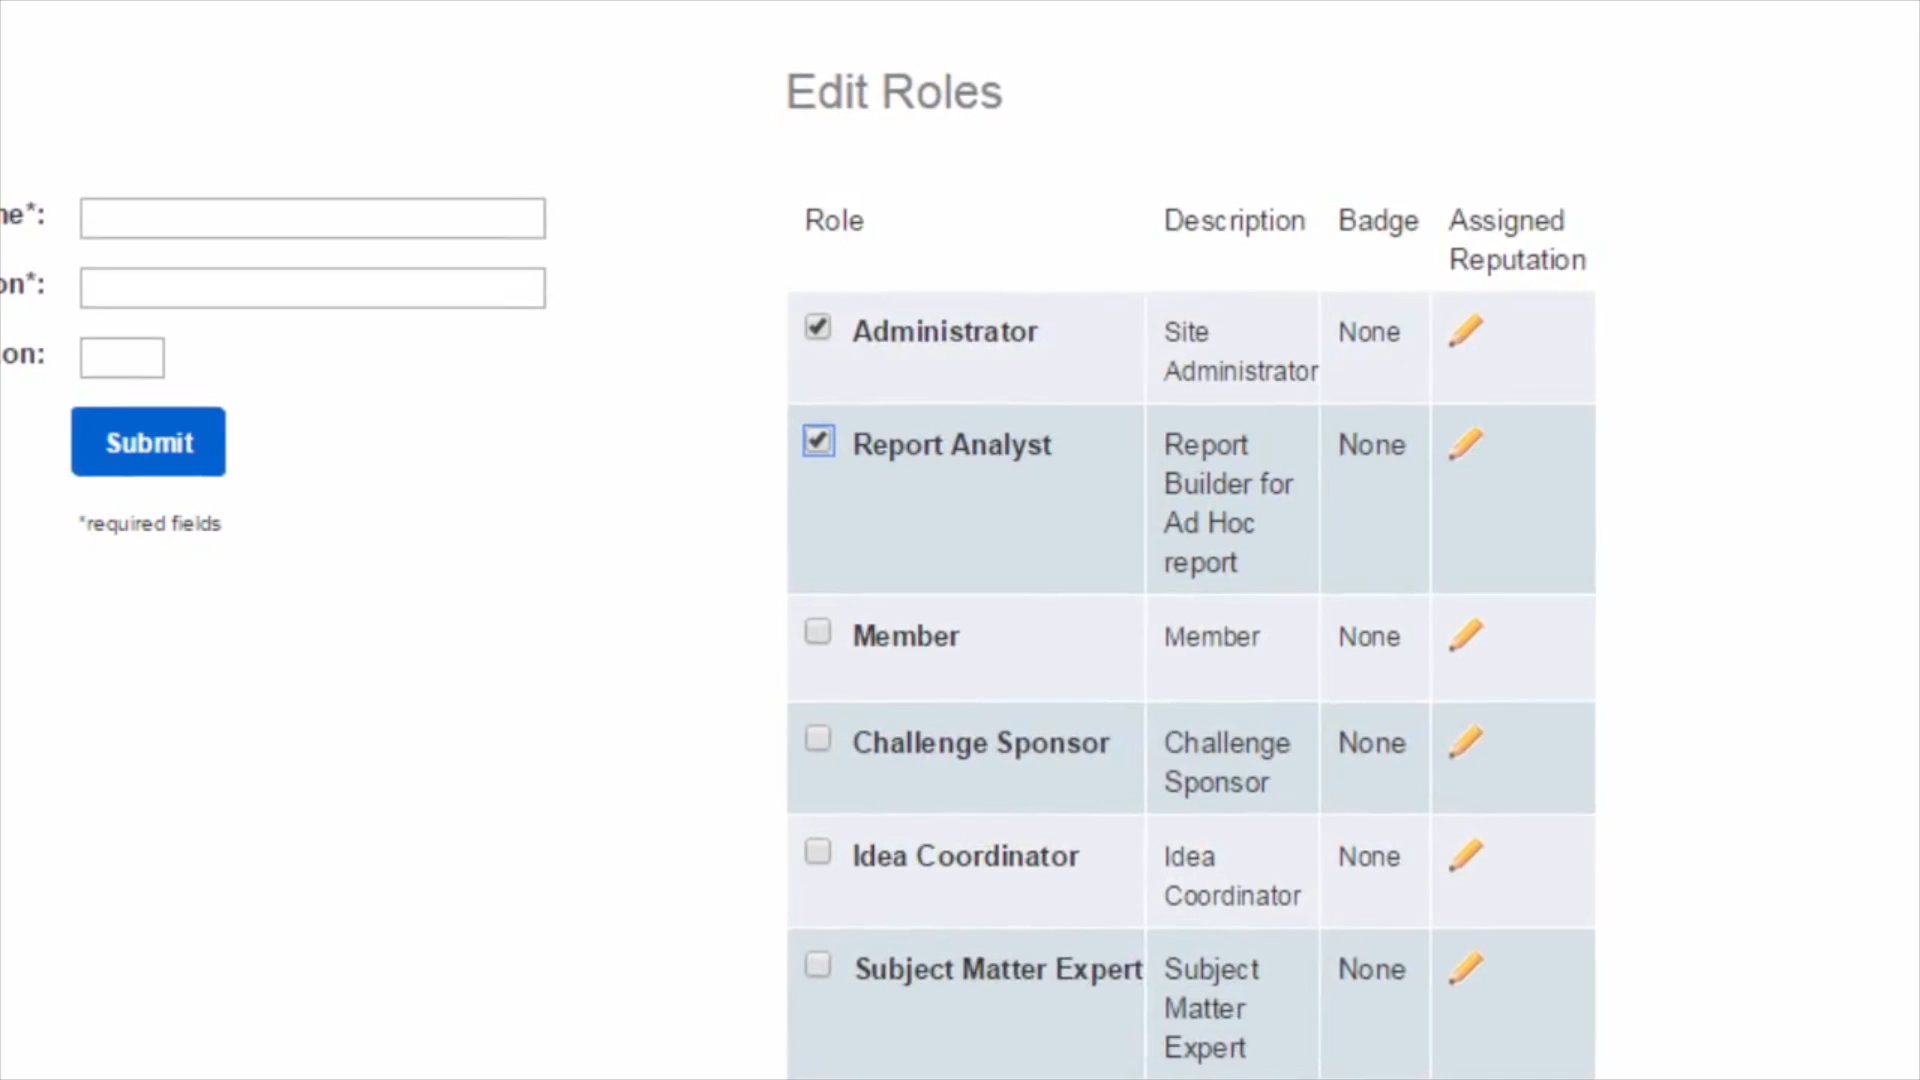 Edit Roles
ne*:
on*:
on:
Submit
*required fields
Role Description Badge Assigned
Reputation
Administrator Site None
Administrator
Report Analyst Report None
Builder for
Ad Hoc
report
Member Member None
Challenge Sponsor Challenge None
Sponsor
Idea Coordinator Idea None
Coordinator
Subject Matter Expert Subject None
Matter
Expert